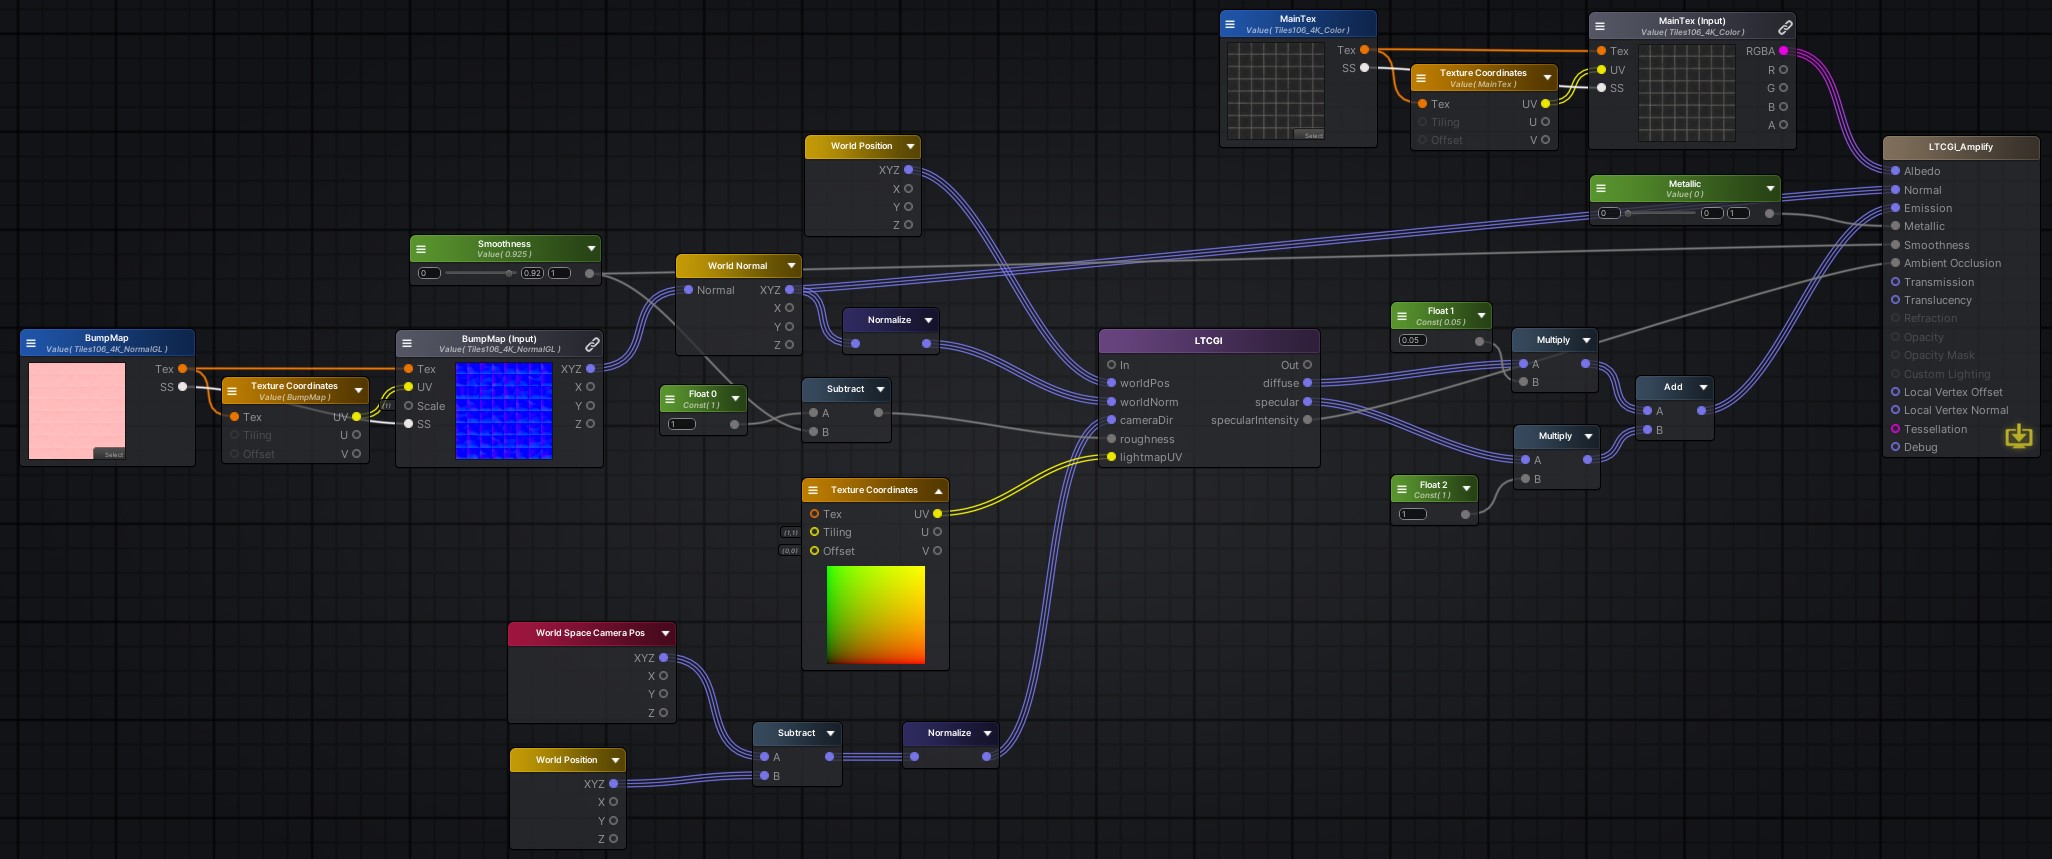 MainTex
Value( Tiles106_4K_Color )
Tex
SS
Select
Texture Coordinates
Value( MainTex )
Tex
UV
Tiling
U
Offset
V
MainTex (Input)
Value( Tiles106_4K_Color )
Tex
RGBA
UV
R
SS
G
B
A
World Position
XYZ
X
Y
Z
Metallic
Value( 0 )
0
0
1
LTCGI_Amplify
Albedo
Normal
Emission
Metallic
Smoothness
Ambient Occlusion
Transmission
Translucency
Refraction
Opacity
Opacity Mask
Custom Lighting
Local Vertex Offset
Local Vertex Normal
Tessellation
Debug
Smoothness
Value( 0.925 )
0
0.92
1
World Normal
Normal
XYZ
X
Y
Z
Normalize
BumpMap
Value( Tiles106_4K_NormalGL )
Tex
SS
Select
Texture Coordinates
Value( BumpMap )
Tex
UV
Tiling
U
Offset
V
BumpMap (Input)
Value( Tiles106_4K_NormalGL )
Tex
XYZ
UV
X
(1)
Scale
Y
SS
Z
Float 0
Const( 1 )
1
Subtract
A
B
LTCGI
In
Out
worldPos
diffuse
worldNorm
specular
cameraDir
specularIntensity
roughness
lightmapUV
Float 1
Const( 0.05 )
0.05
Multiply
A
B
Add
A
B
Multiply
A
B
Float 2
Const( 1 )
1
Texture Coordinates
Tex
UV
(1,1)
Tiling
U
(0,0)
Offset
V
World Space Camera Pos
XYZ
X
Y
Z
Subtract
A
B
Normalize
World Position
XYZ
X
Y
Z